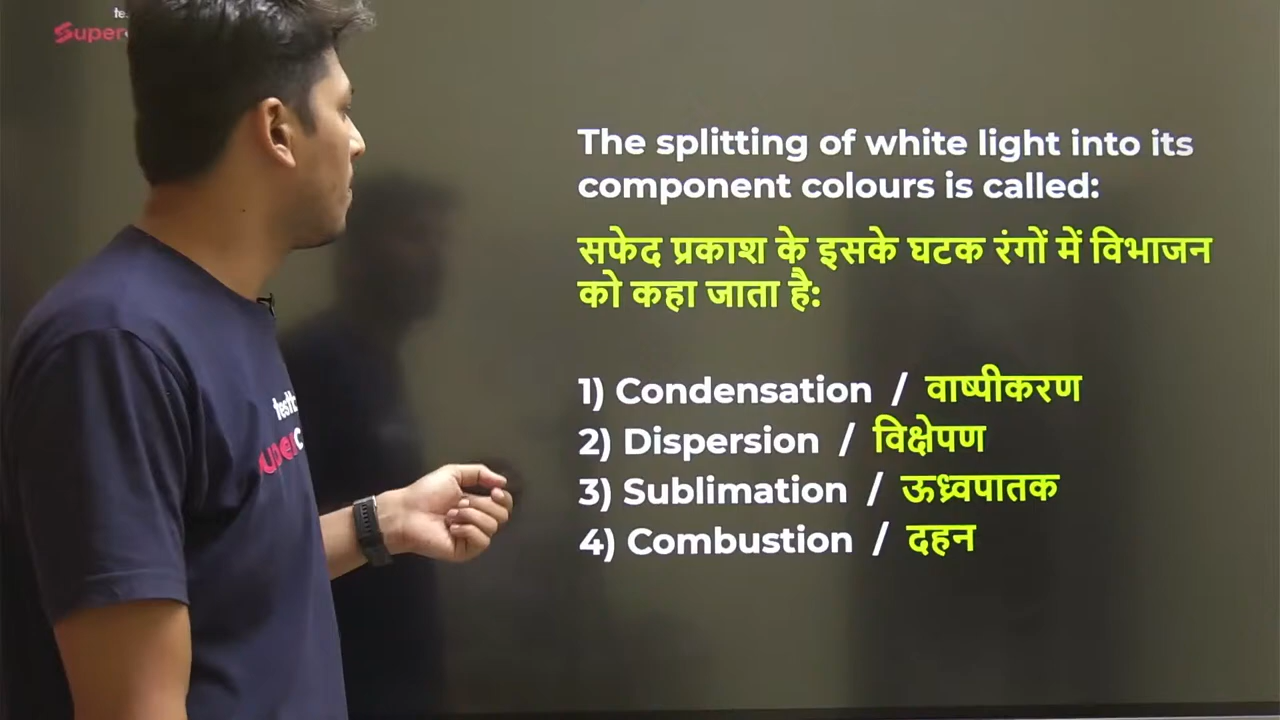 Super
The splitting of white light into its
component colours is called:
सफेद प्रकाश के इसके घटक रंगों में विभाजन
को कहा जाता है:
1) Condensation / वाष्पीकरण
2) Dispersion / विक्षेपण
3) Sublimation / ऊध्र्वपातक
4) Combustion / दहन